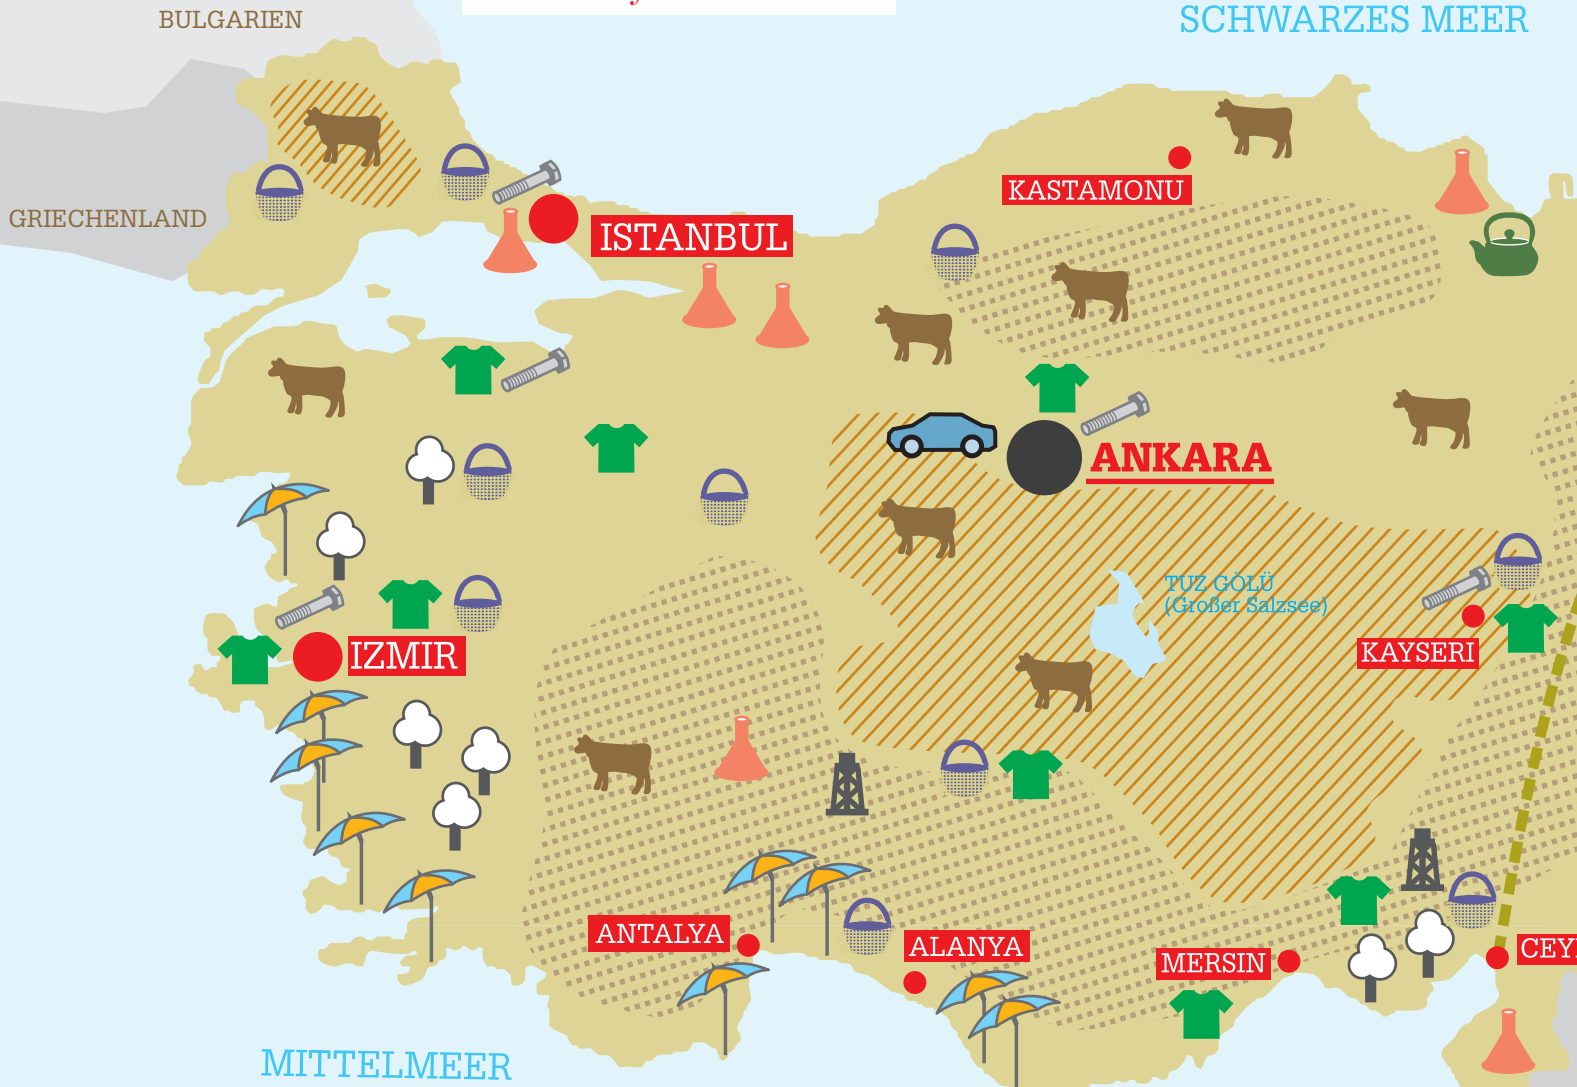 BULGARIEN
SCHWARZES MEER
KASTAMONU
GRIECHENLAND
ISTANBUL
ANKARA
TUZ GÖLÜ
(Großer Salzsee)
KAYSERI
IZMIR
ANTALYA
ALANYA
MERSIN
MITTELMEER